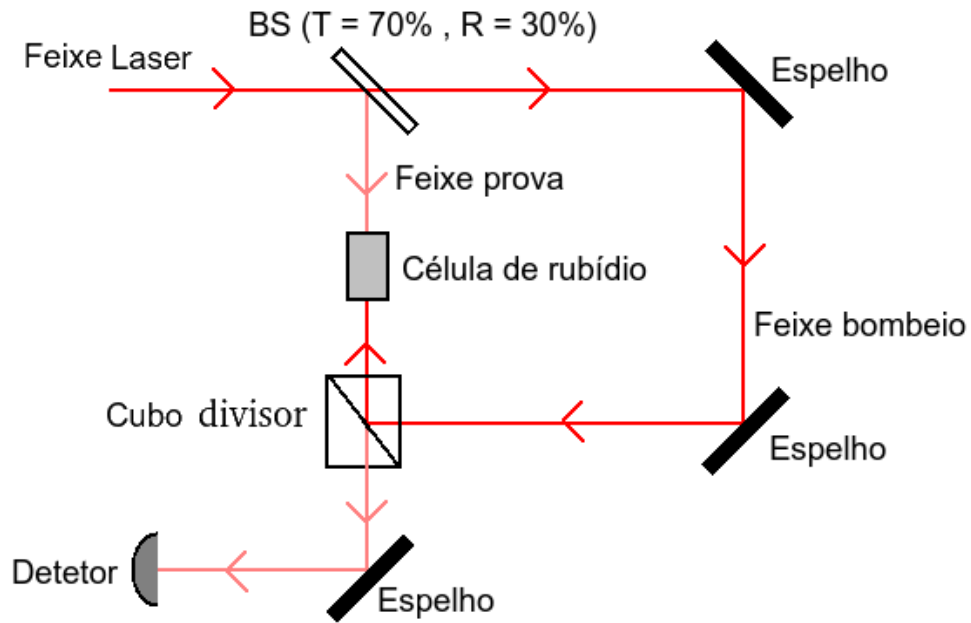 BS (T = 70% , R = 30%)
Feixe Laser
Espelho
Feixe prova
Célula de rubídio
Feixe bombeio
Cubo divisor
Espelho
Detetor
Espelho